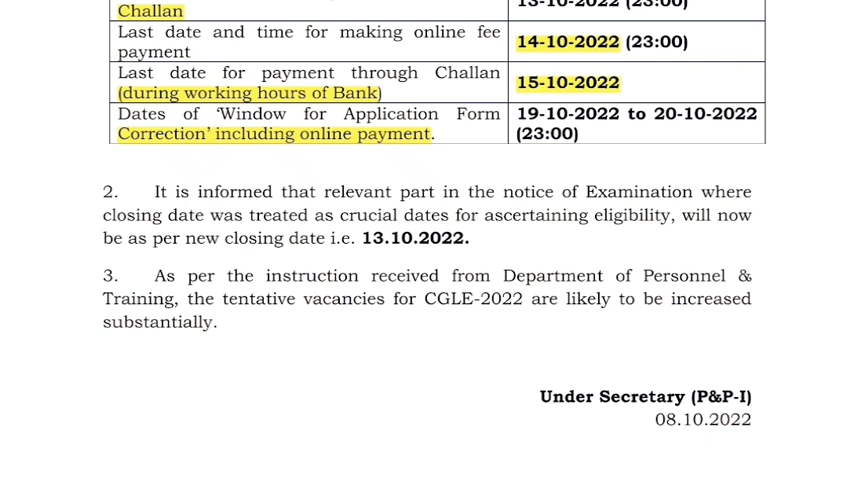 Challan
13-10-2022 (23:00)
Last date and time for making online fee
payment
14-10-2022 (23:00)
Last date for payment through Challan
(during working hours of Bank)
15-10-2022
Dates of ‘Window for Application Form
Correction’ including online payment.
19-10-2022 to 20-10-2022
(23:00)
2. It is informed that relevant part in the notice of Examination where
closing date was treated as crucial dates for ascertaining eligibility, will now
be as per new closing date i.e. 13.10.2022.
3. As per the instruction received from Department of Personnel &
Training, the tentative vacancies for CGLE-2022 are likely to be increased
substantially.
Under Secretary (P&P-I)
08.10.2022